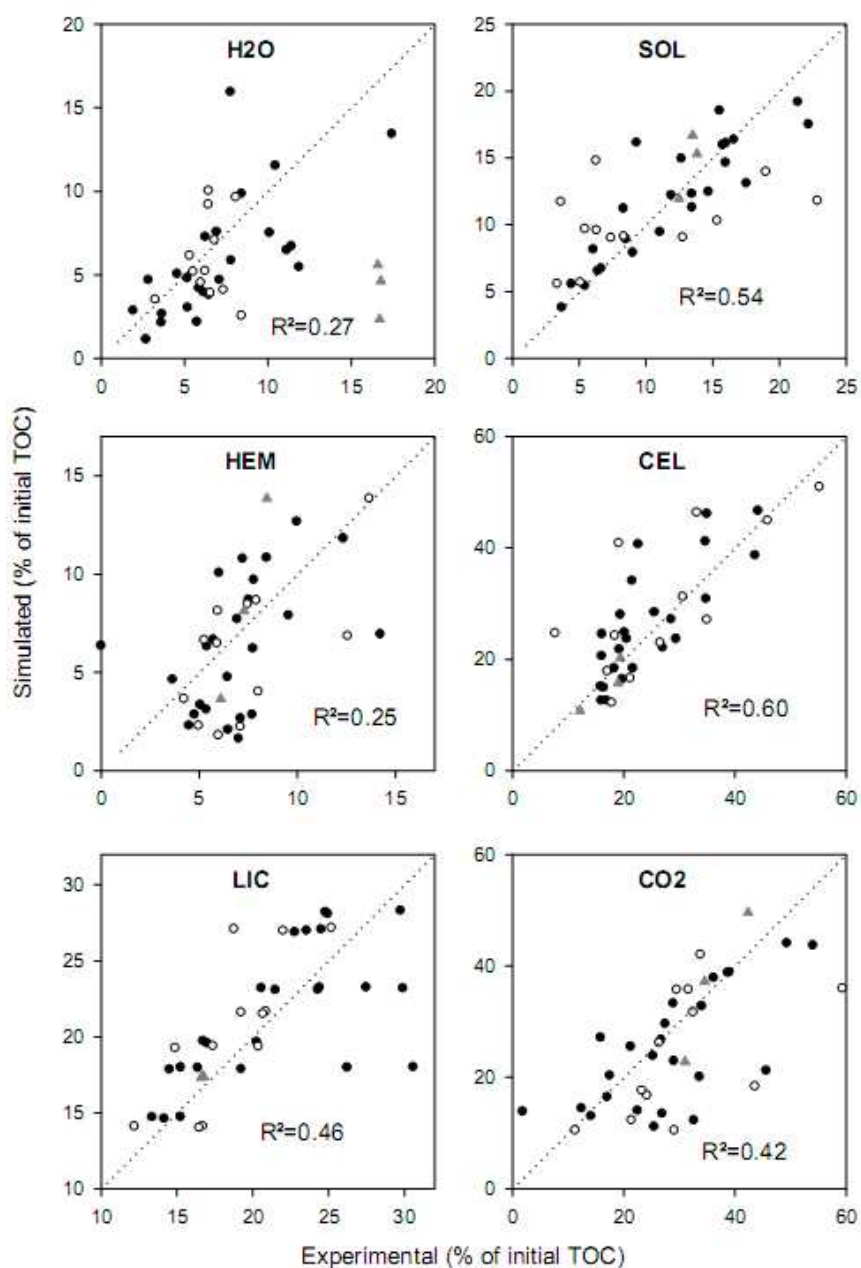 H2O
20
15
10
5
0
0 5 10 15 20
R²=0.27
SOL
25
20
15
10
5
0
0 5 10 15 20 25
R²=0.54
HEM
15
10
5
0
0 5 10 15
R²=0.25
CEL
60
40
20
0
0 20 40 60
R²=0.60
LIC
30
25
20
15
10
10 15 20 25 30
R²=0.46
CO2
60
40
20
0
0 20 40 60
R²=0.42
Simulated (% of initial TOC)
Experimental (% of initial TOC)